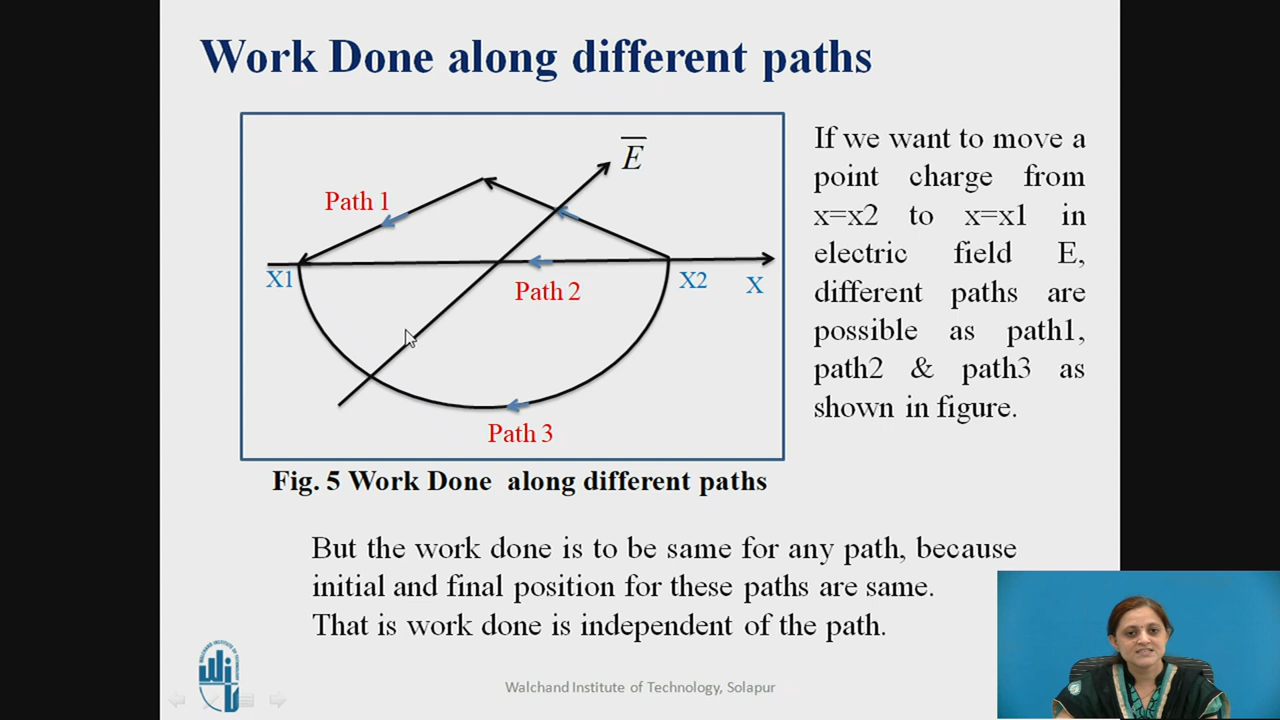 Work Done along different paths
E
Path 1
X1
X2
X
Path 2
Path 3
Fig. 5 Work Done along different paths
If we want to move a
point charge from
x=x2 to x=x1 in
electric field E,
different paths are
possible as path1,
path2 & path3 as
shown in figure.
But the work done is to be same for any path, because
initial and final position for these paths are same.
That is work done is independent of the path.
Walchand Institute of Technology, Solapur